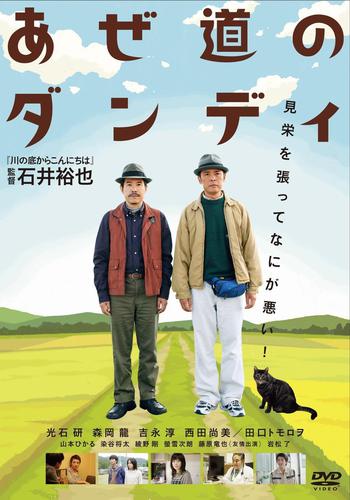 あぜ道の
ダンディ
『川の底からこんにちは』
監督 石井裕也
見栄を張ってなにが悪い!
光石 研 森岡 龍 吉永 淳 西田尚美/田口トモロヲ
山本ひかる 染谷将太 綾野 剛 螢雪次朗 藤原竜也(友情出演) 岩松 了
DVD
VIDEO